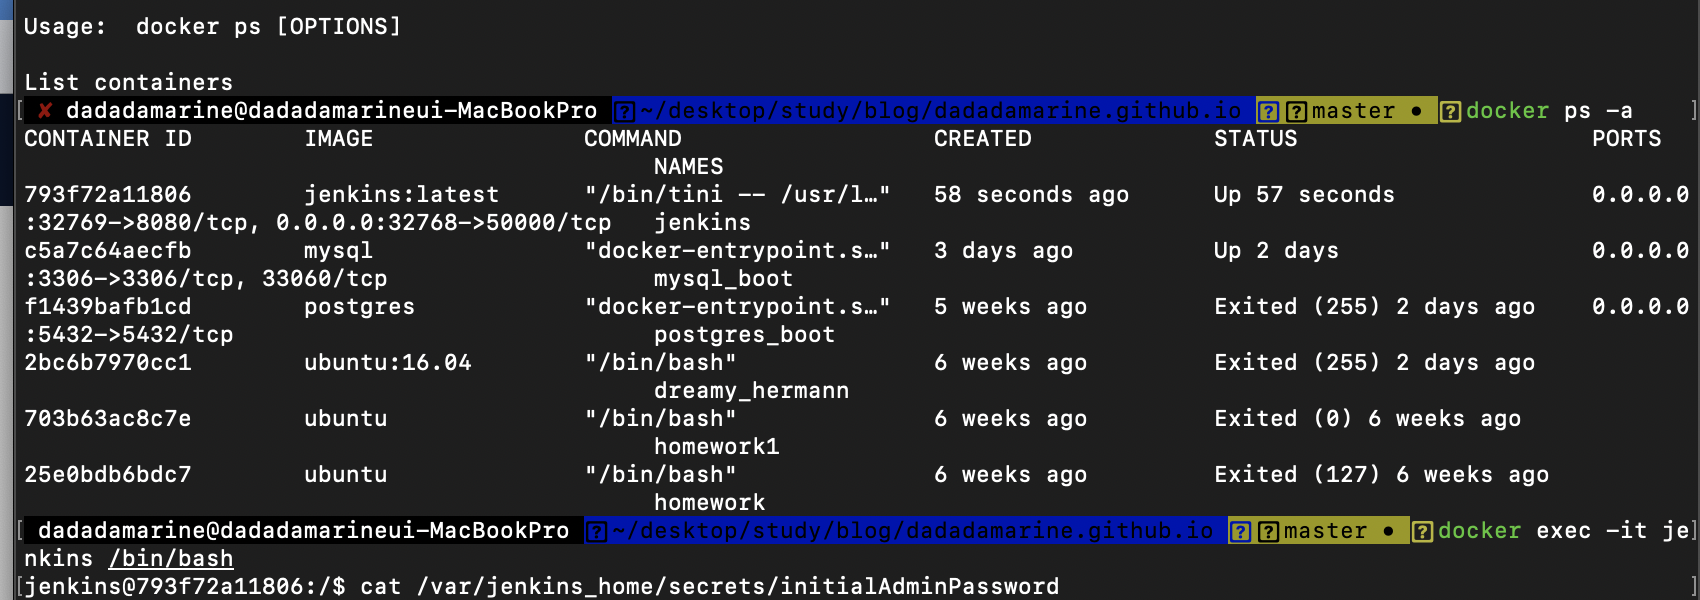 Usage:  docker ps [OPTIONS]
List containers
[ ✘ dadadamarine@dadadamarineui-MacBookPro  ~/desktop/study/blog/dadadamarine.github.io  master ● docker ps -a ]
CONTAINER ID        IMAGE               COMMAND                  CREATED             STATUS                     PORTS
NAMES
793f72a11806        jenkins:latest      "/bin/tini -- /usr/l…"   58 seconds ago      Up 57 seconds              0.0.0.0
:32769->8080/tcp, 0.0.0.0:32768->50000/tcp   jenkins
c5a7c64aecfb        mysql               "docker-entrypoint.s…"   3 days ago          Up 2 days                  0.0.0.0
:3306->3306/tcp, 33060/tcp                   mysql_boot
f1439bafb1cd        postgres            "docker-entrypoint.s…"   5 weeks ago         Exited (255) 2 days ago    0.0.0.0
:5432->5432/tcp                              postgres_boot
2bc6b7970cc1        ubuntu:16.04        "/bin/bash"              6 weeks ago         Exited (255) 2 days ago
dreamy_hermann
703b63ac8c7e        ubuntu              "/bin/bash"              6 weeks ago         Exited (0) 6 weeks ago
homework1
25e0bdb6bdc7        ubuntu              "/bin/bash"              6 weeks ago         Exited (127) 6 weeks ago
homework
[ dadadamarine@dadadamarineui-MacBookPro  ~/desktop/study/blog/dadadamarine.github.io  master ● docker exec -it je]
nkins /bin/bash
[jenkins@793f72a11806:/$ cat /var/jenkins_home/secrets/initialAdminPassword ]